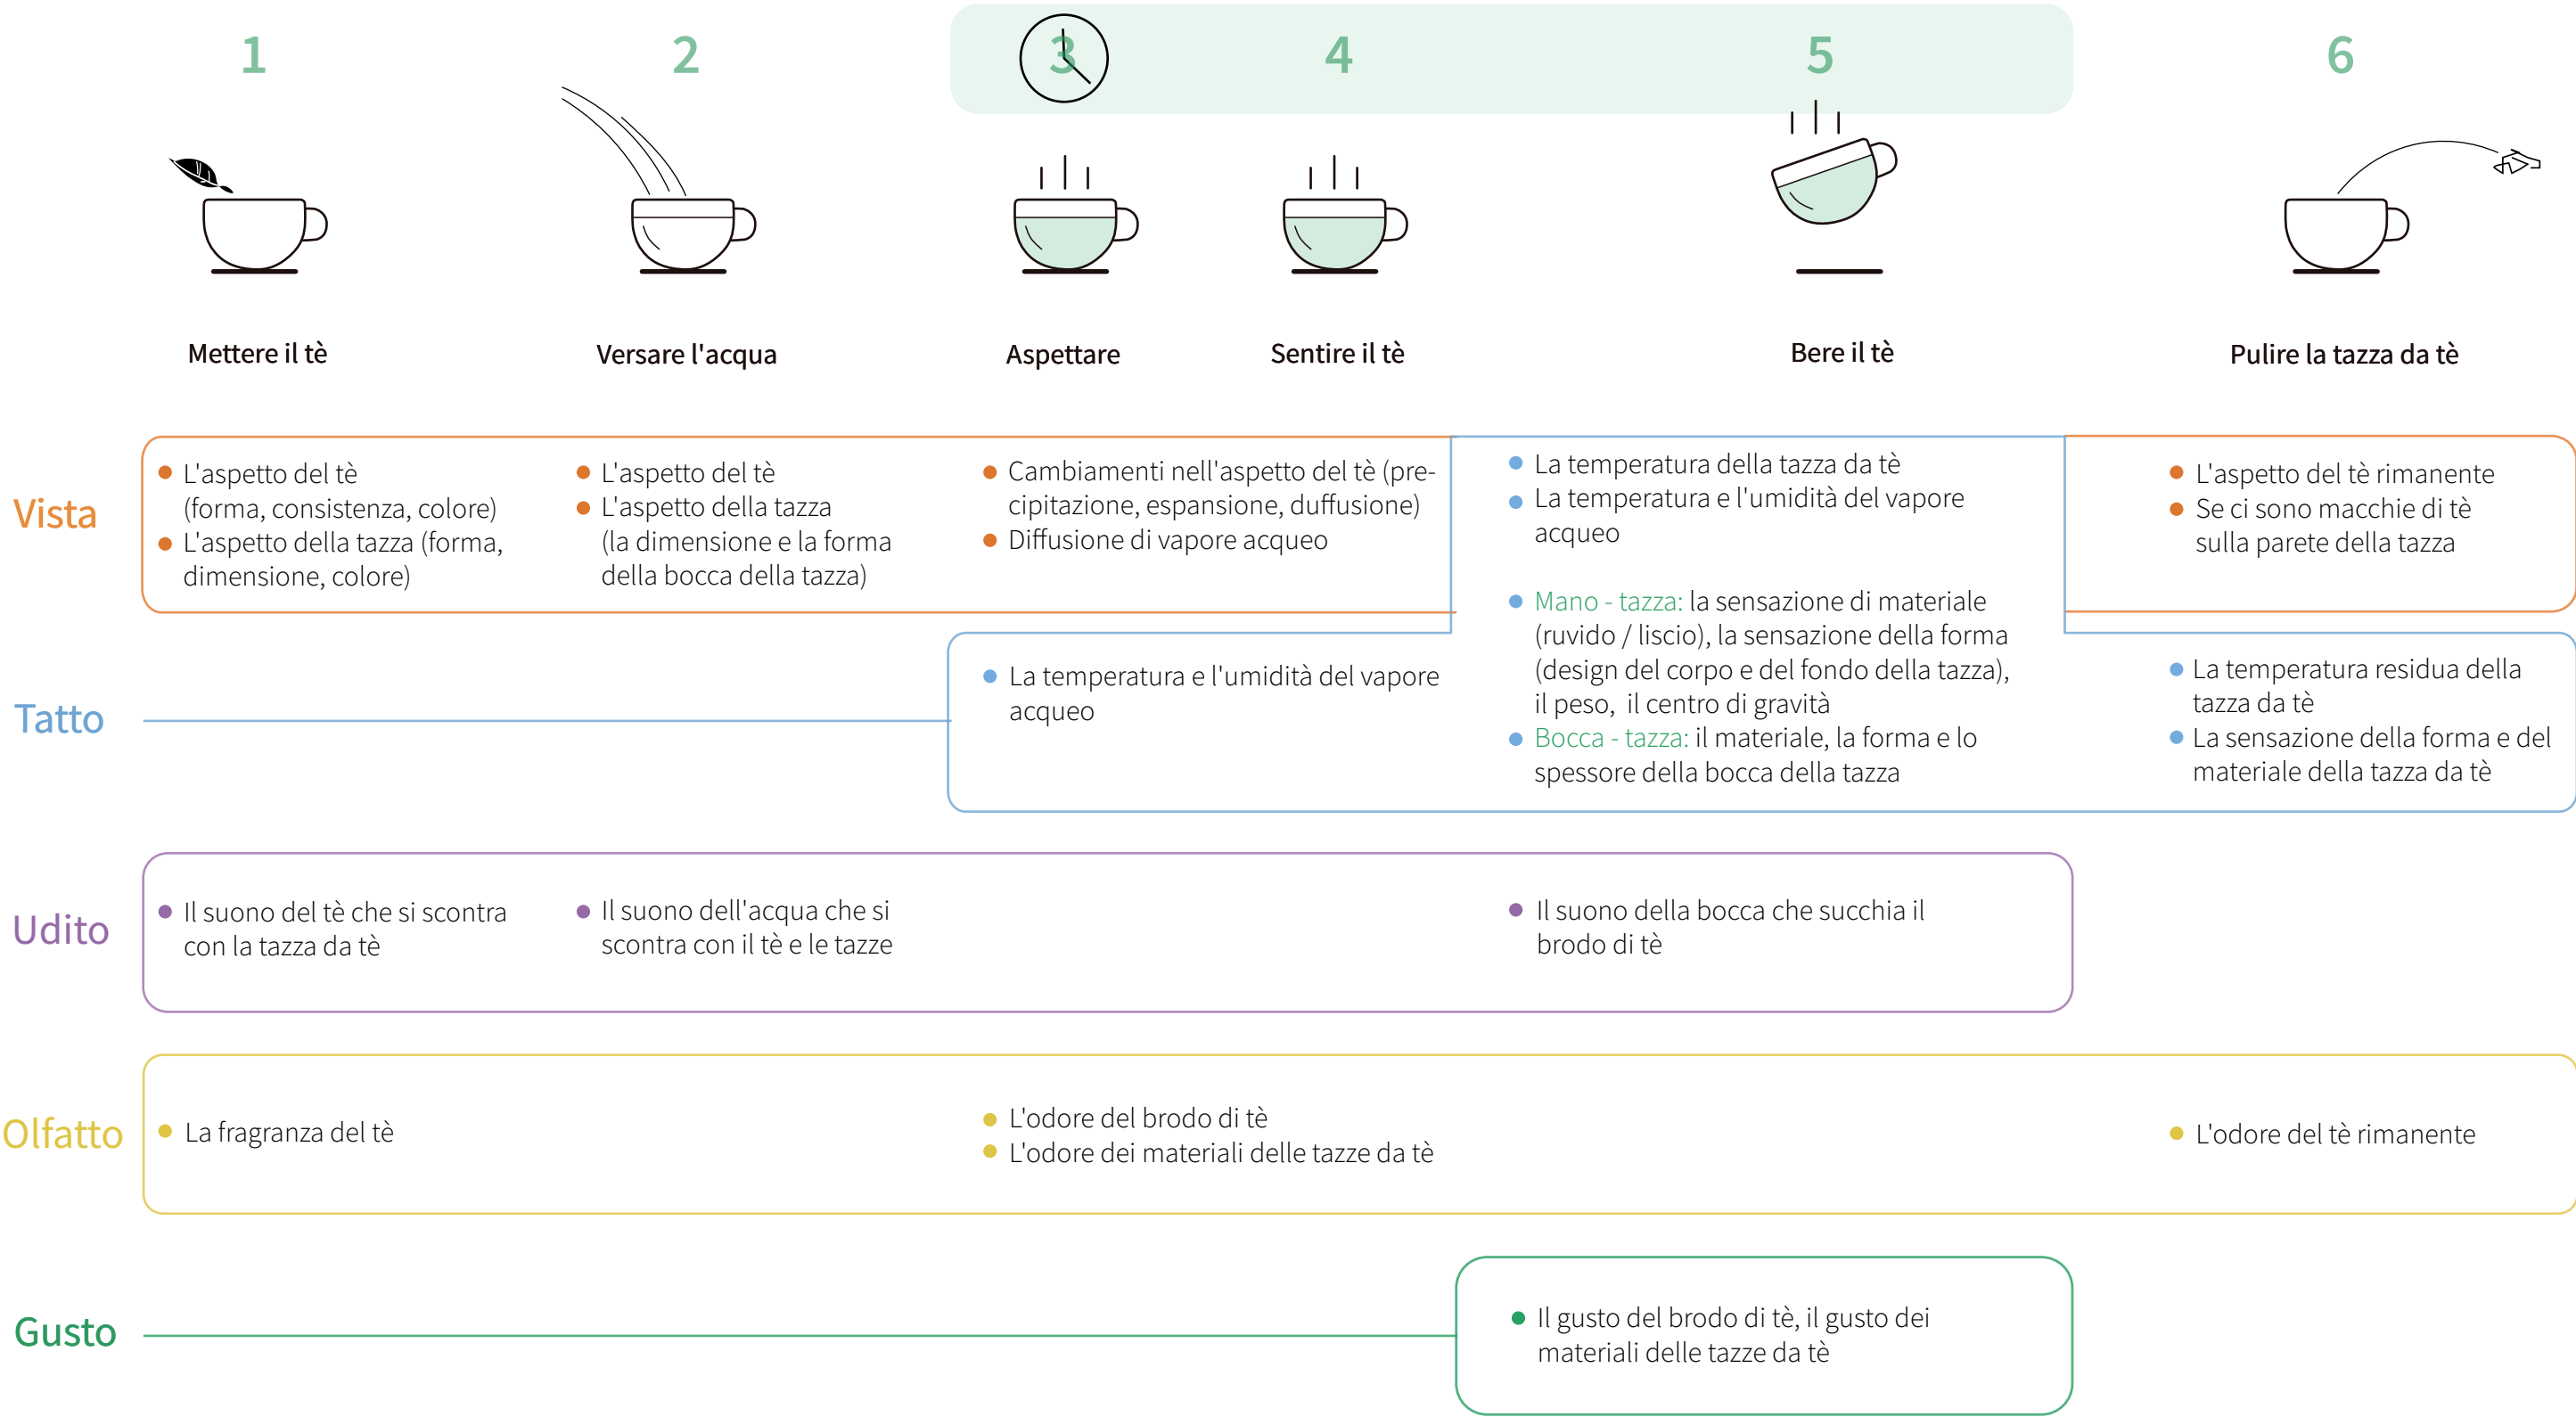 1
2
3
4
5
6
Mettere il tè
Versare l'acqua
Aspettare
Sentire il tè
Bere il tè
Pulire la tazza da tè
Vista
L'aspetto del tè
(forma, consistenza, colore)
L'aspetto della tazza (forma,
dimensione, colore)
L'aspetto del tè
L'aspetto della tazza
(la dimensione e la forma
della bocca della tazza)
Cambiamenti nell'aspetto del tè (pre-
cipitazione, espansione, duffusione)
Diffusione di vapore acqueo
La temperatura della tazza da tè
La temperatura e l'umidità del vapore
acqueo
Mano - tazza: la sensazione di materiale
(ruvido / liscio), la sensazione della forma
(design del corpo e del fondo della tazza),
il peso, il centro di gravità
Bocca - tazza: il materiale, la forma e lo
spessore della bocca della tazza
L'aspetto del tè rimanente
Se ci sono macchie di tè
sulla parete della tazza
Tatto
La temperatura e l'umidità del vapore
acqueo
La temperatura residua della
tazza da tè
La sensazione della forma e del
materiale della tazza da tè
Udito
Il suono del tè che si scontra
con la tazza da tè
Il suono dell'acqua che si
scontra con il tè e le tazze
Il suono della bocca che succhia il
brodo di tè
Olfatto
La fragranza del tè
L'odore del brodo di tè
L'odore dei materiali delle tazze da tè
L'odore del tè rimanente
Gusto
Il gusto del brodo di tè, il gusto dei
materiali delle tazze da tè